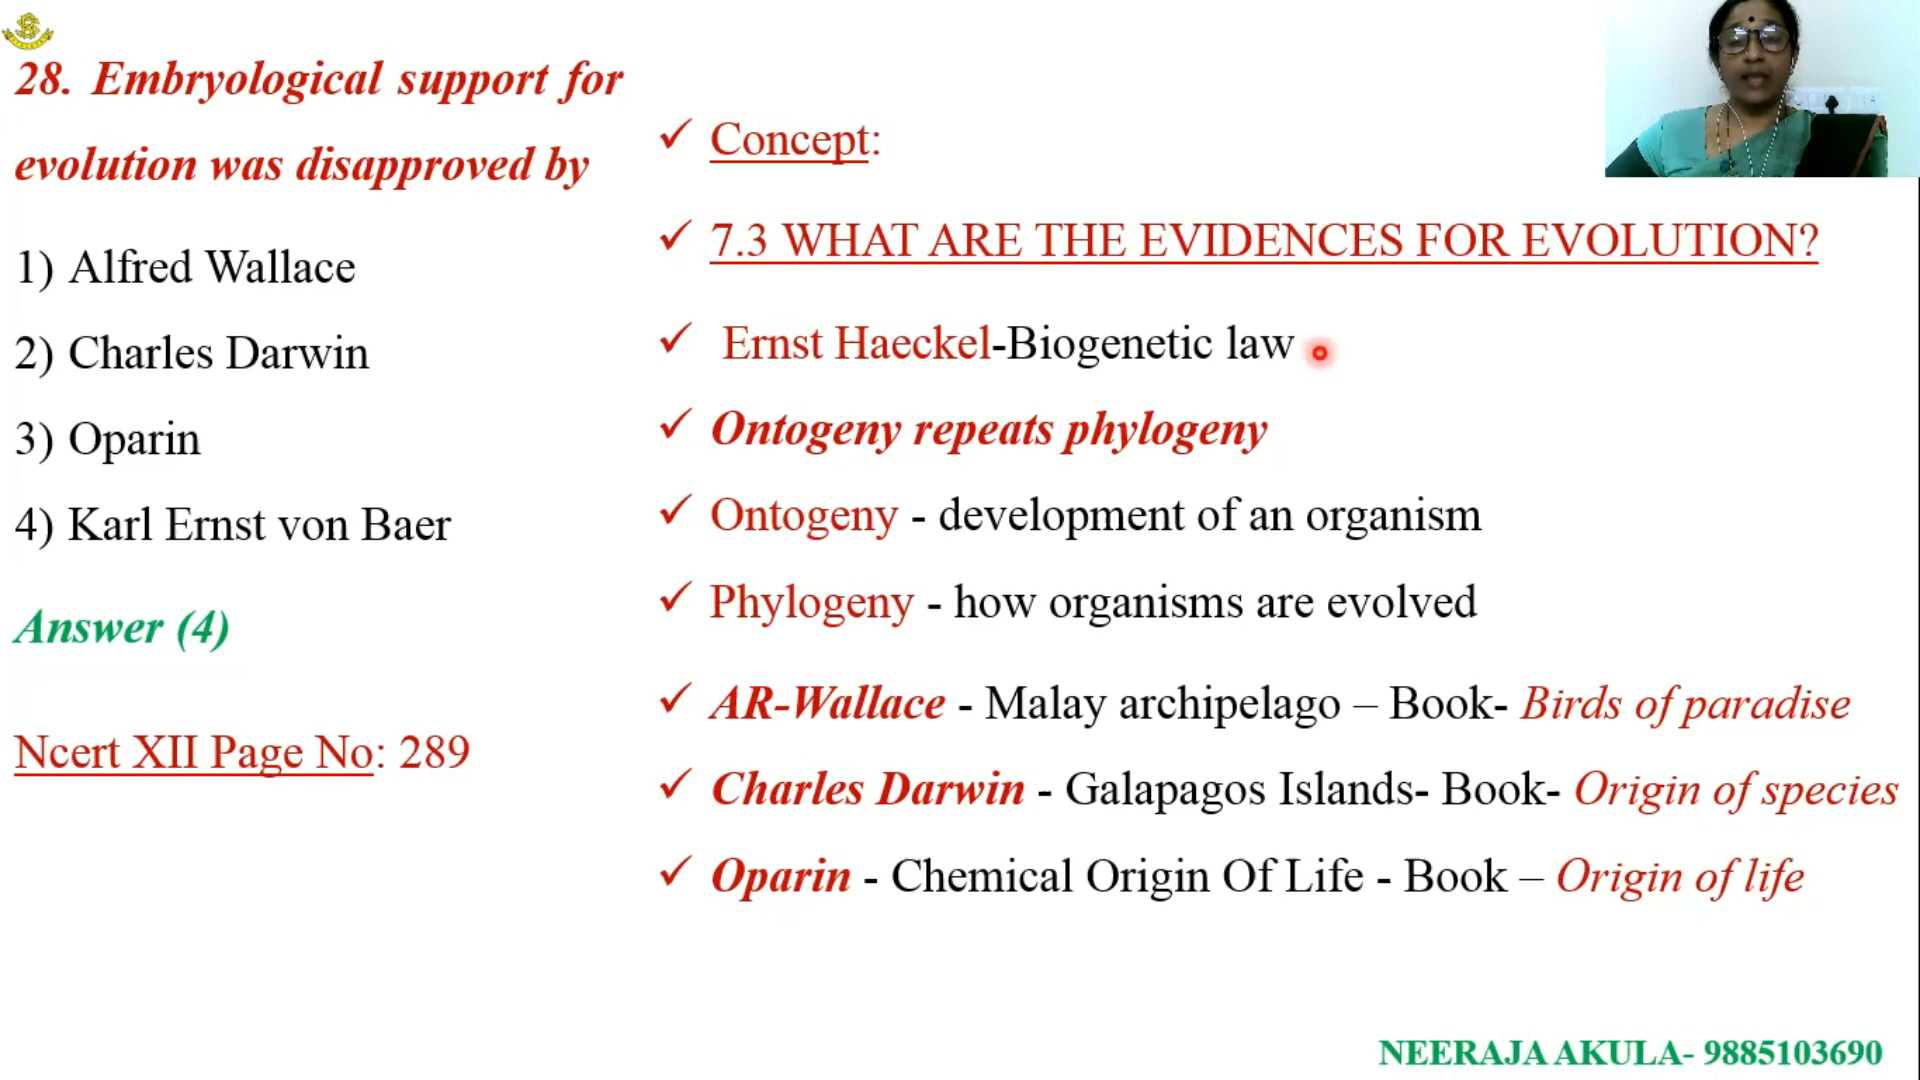 28. Embryological support for
evolution was disapproved by
1) Alfred Wallace
2) Charles Darwin
3) Oparin
4) Karl Ernst von Baer
Answer (4)
Ncert XII Page No: 289
✓ Concept:
✓ 7.3 WHAT ARE THE EVIDENCES FOR EVOLUTION?
✓ Ernst Haeckel-Biogenetic law
✓ Ontogeny repeats phylogeny
✓ Ontogeny - development of an organism
✓ Phylogeny - how organisms are evolved
✓ AR-Wallace - Malay archipelago – Book- Birds of paradise
✓ Charles Darwin - Galapagos Islands- Book- Origin of species
✓ Oparin - Chemical Origin Of Life - Book – Origin of life
NEERAJA AKULA- 9885103690